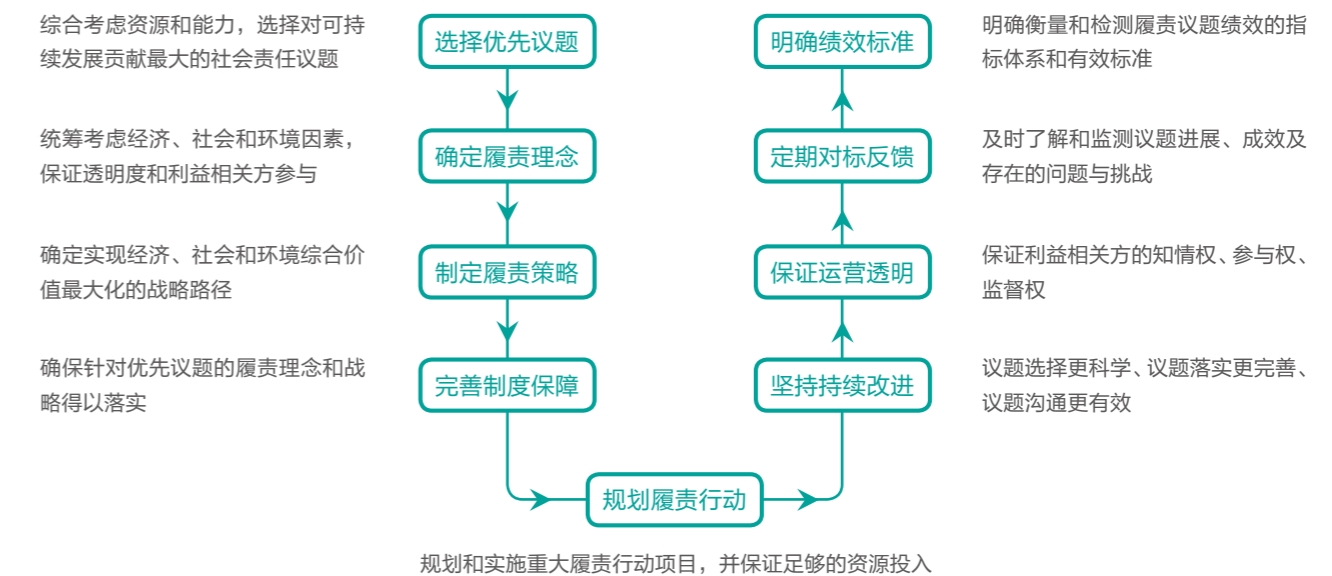 综合考虑资源和能力，选择对可持
续发展贡献最大的社会责任议题
选择优先议题
统筹考虑经济、社会和环境因素，
保证透明度和利益相关方参与
确定履责理念
确定实现经济、社会和环境综合价
值最大化的战略路径
制定履责策略
确保针对优先议题的履责理念和战
略得以落实
完善制度保障
规划履责行动
规划和实施重大履责行动项目，并保证足够的资源投入
坚持持续改进
议题选择更科学、议题落实更完善、
议题沟通更有效
保证运营透明
保证利益相关方的知情权、参与权、
监督权
定期对标反馈
及时了解和监测议题进展、成效及
存在的问题与挑战
明确绩效标准
明确衡量和检测履责议题绩效的指
标体系和有效标准